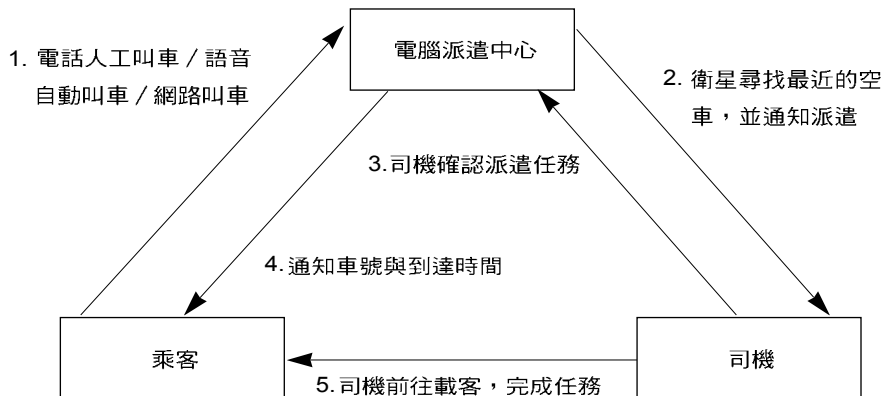 電腦派遣中心
1. 電話人工叫車／語音
自動叫車／網路叫車
2. 衛星尋找最近的空
車，並通知派遣
3.司機確認派遣任務
4.通知車號與到達時間
乘客
司機
5.司機前往載客，完成任務